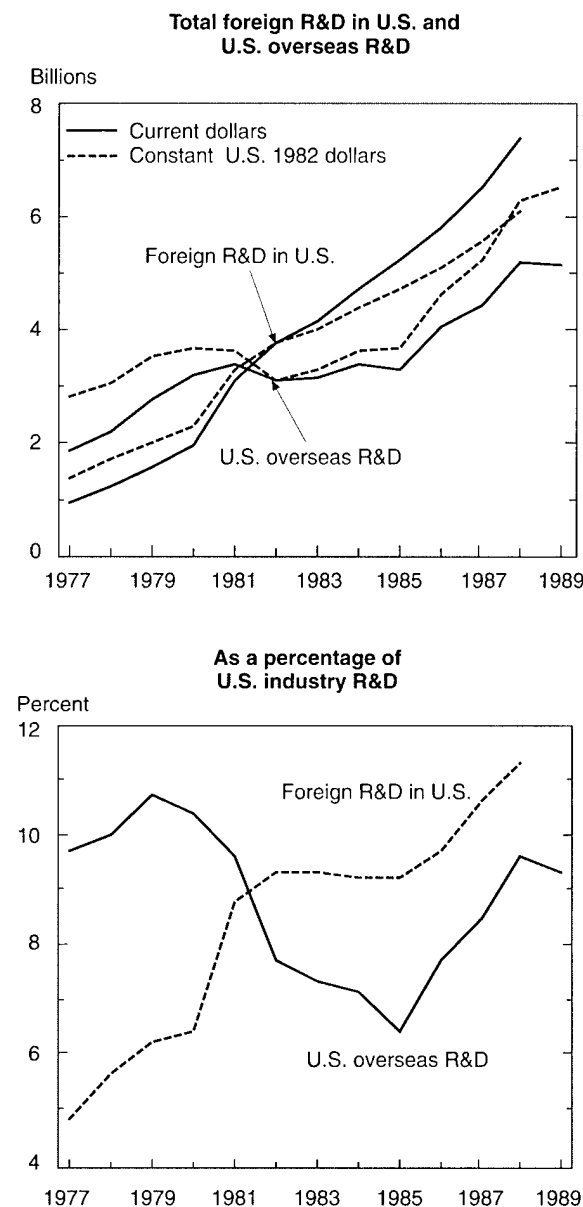 Total foreign R&D in U.S. and
U.S. overseas R&D
Billions
8
Current dollars
Constant U.S. 1982 dollars
6
Foreign R&D in U.S.
4
2
U.S. overseas R&D
0
1977 1979 1981 1983 1985 1987 1989
As a percentage of
U.S. industry R&D
Percent
12
Foreign R&D in U.S.
10
8
6
U.S. overseas R&D
4
1977 1979 1981 1983 1985 1987 1989